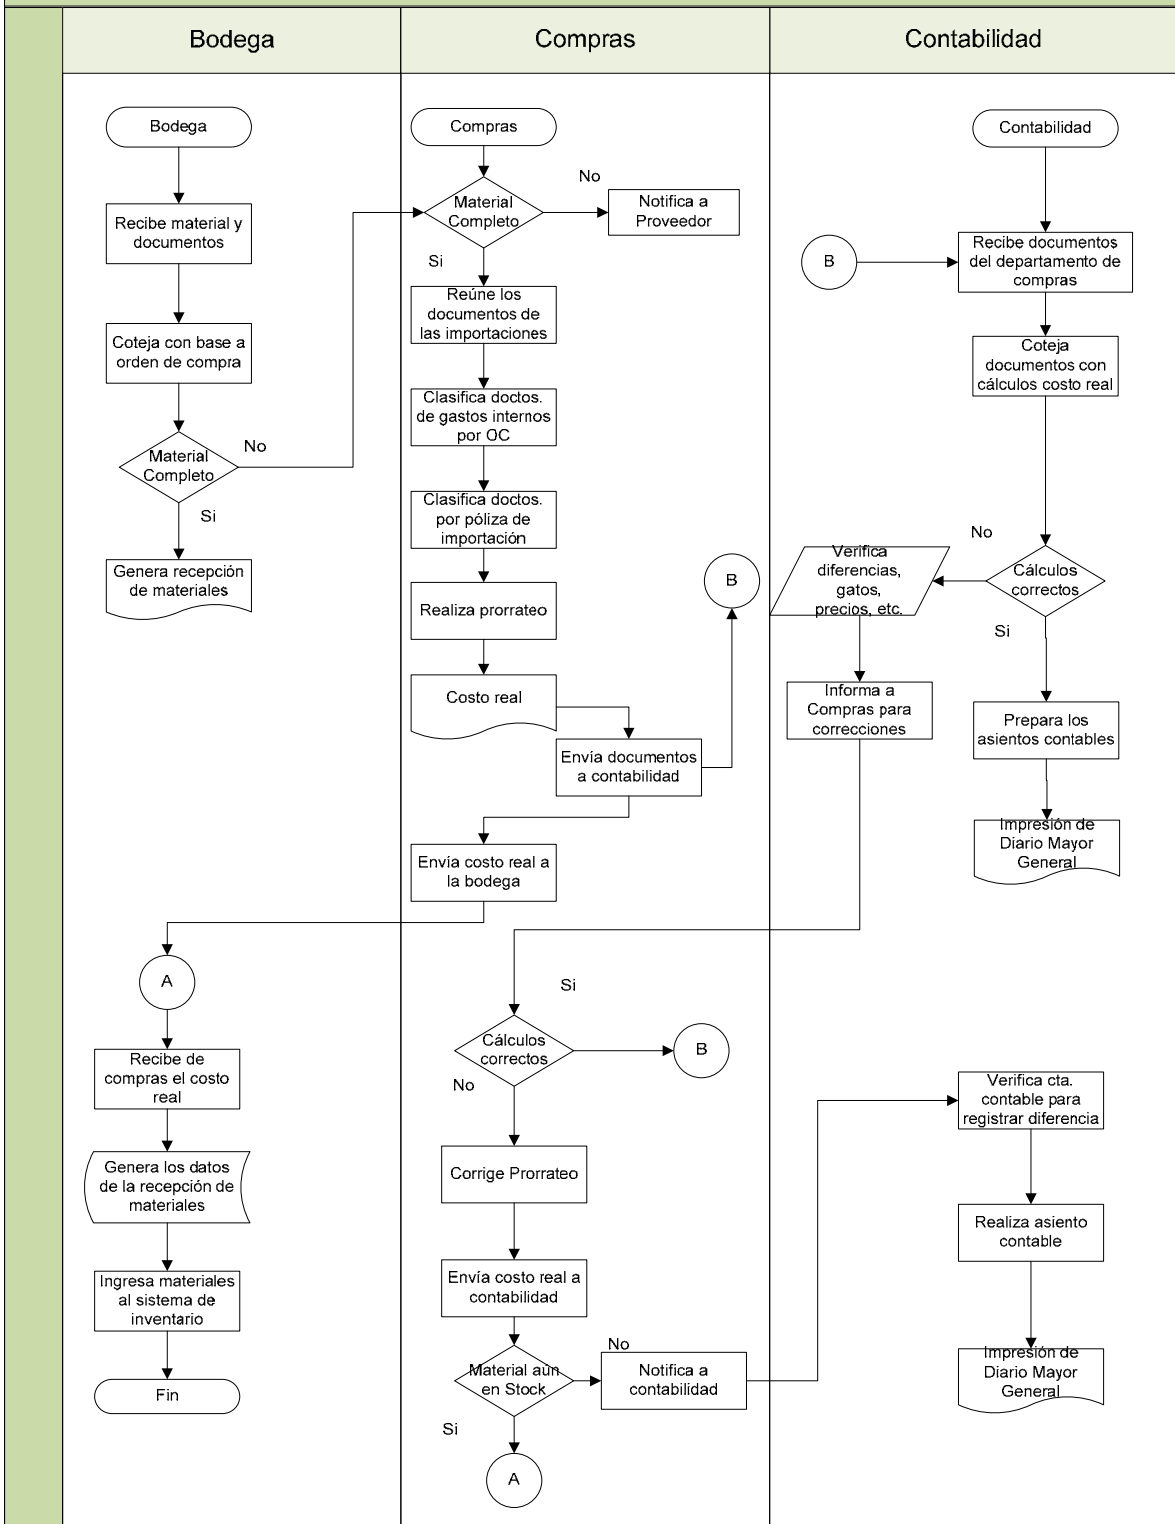 Bodega
Compras
Contabilidad
Bodega
Recibe material y
documentos
Coteja con base a
orden de compra
Material
Completo
No
Si
Genera recepción
de materiales
Compras
Material
Completo
No
Notifica a
Proveedor
Si
Reúne los
documentos de
las importaciones
Clasifica doctos.
de gastos internos
por OC
Clasifica doctos.
por póliza de
importación
Realiza prorrateo
Costo real
Envía documentos
a contabilidad
B
Envía costo real a
la bodega
Contabilidad
B
Recibe documentos
del departamento de
compras
Coteja
documentos con
cálculos costo real
No
Cálculos
correctos
Verifica
diferencias,
gatos,
precios, etc.
Si
Informa a
Compras para
correcciones
Prepara los
asientos contables
Impresión de
Diario Mayor
General
A
Recibe de
compras el costo
real
Genera los datos
de la recepción de
materiales
Ingresa materiales
al sistema de
inventario
Fin
Si
Cálculos
correctos
B
No
Corrige Prorrateo
Envía costo real a
contabilidad
Material aún
en Stock
No
Notifica a
contabilidad
Si
A
Verifica cta.
contable para
registrar diferencia
Realiza asiento
contable
Impresión de
Diario Mayor
General